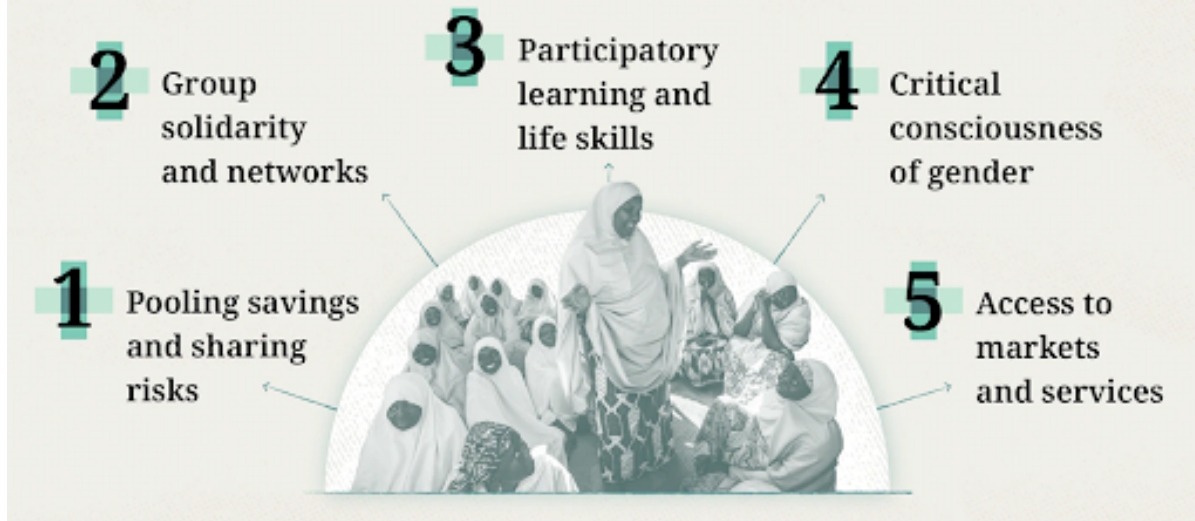 1
Pooling savings
and sharing
risks
2
Group
solidarity
and networks
3
Participatory
learning and
life skills
4
Critical
consciousness
of gender
5
Access to
markets
and services